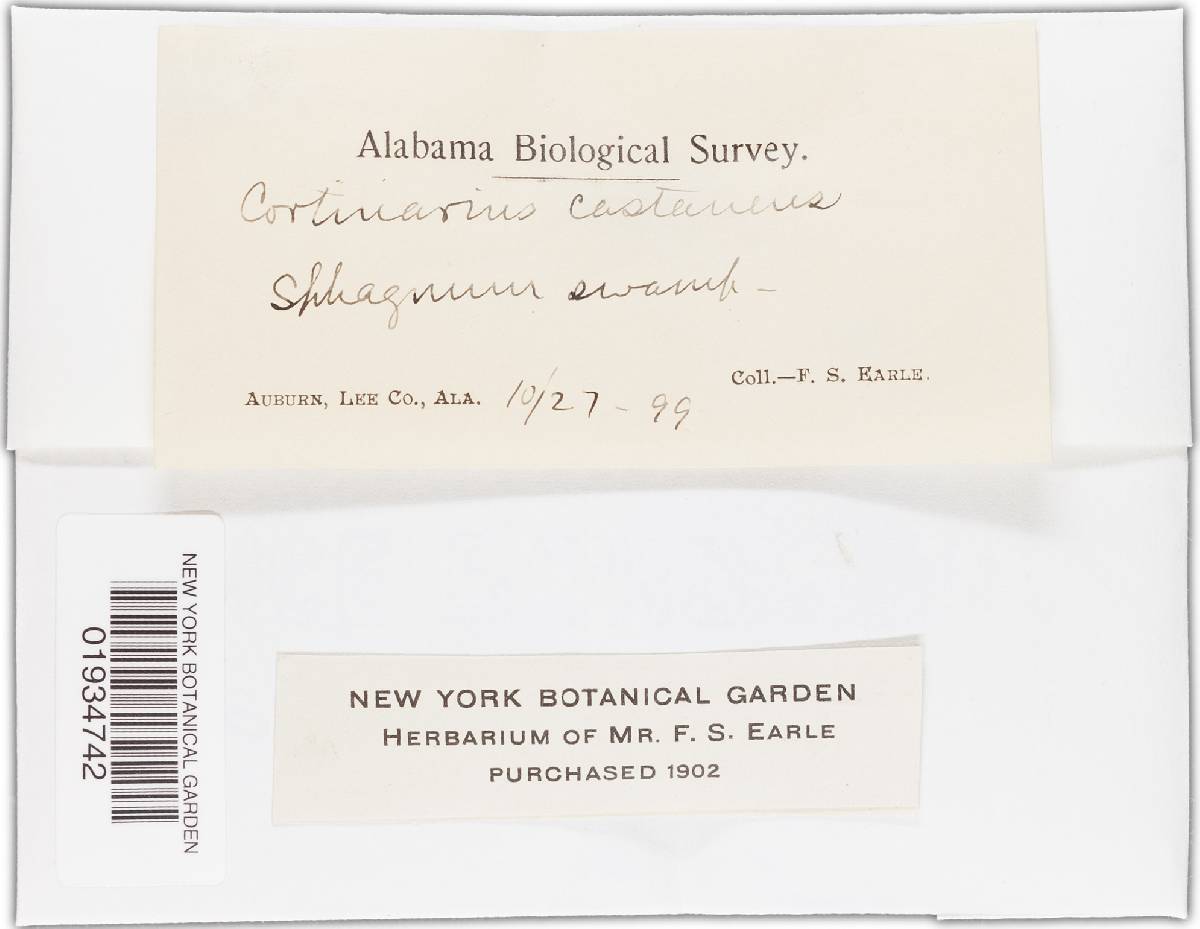 Alabama Biological Survey.
Cortinarius castaneus
Sphagnum swamp -
Coll.—F. S. EARLE.
AUBURN, LEE CO., ALA. 10/27 - 99
NEW YORK BOTANICAL GARDEN
01934742
NEW YORK BOTANICAL GARDEN
HERBARIUM OF MR. F. S. EARLE
PURCHASED 1902